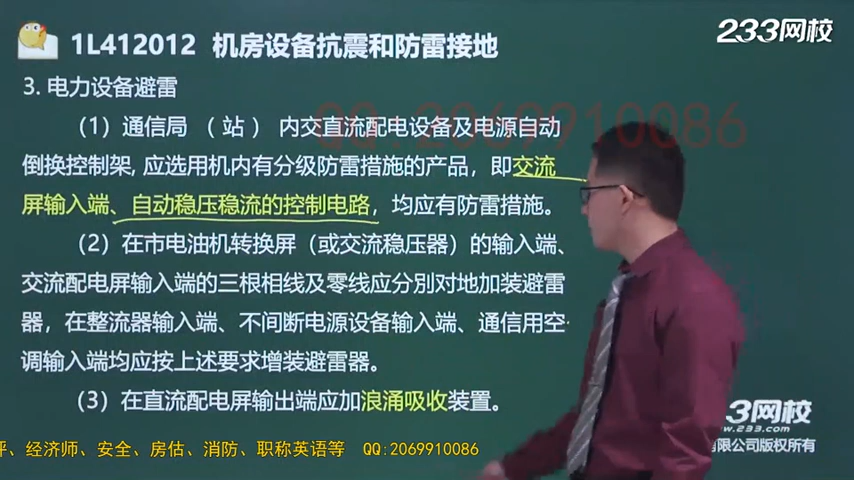 1L412012 机房设备抗震和防雷接地
233网校
3. 电力设备避雷
（1）通信局 （ 站 ） 内交直流配电设备及电源自动
QQ:2069910086
倒换控制架, 应选用机内有分级防雷措施的产品，即交流
屏输入端、自动稳压稳流的控制电路，均应有防雷措施。
（2）在市电油机转换屏（或交流稳压器）的输入端、
交流配电屏输入端的三根相线及零线应分别对地加装避雷
器，在整流器输入端、不间断电源设备输入端、通信用空
调输入端均应按上述要求增装避雷器。
（3）在直流配电屏输出端应加浪涌吸收装置。
3网校
.233.com
有限公司版权所有
评、经济师、安全、房估、消防、职称英语等 QQ:2069910086